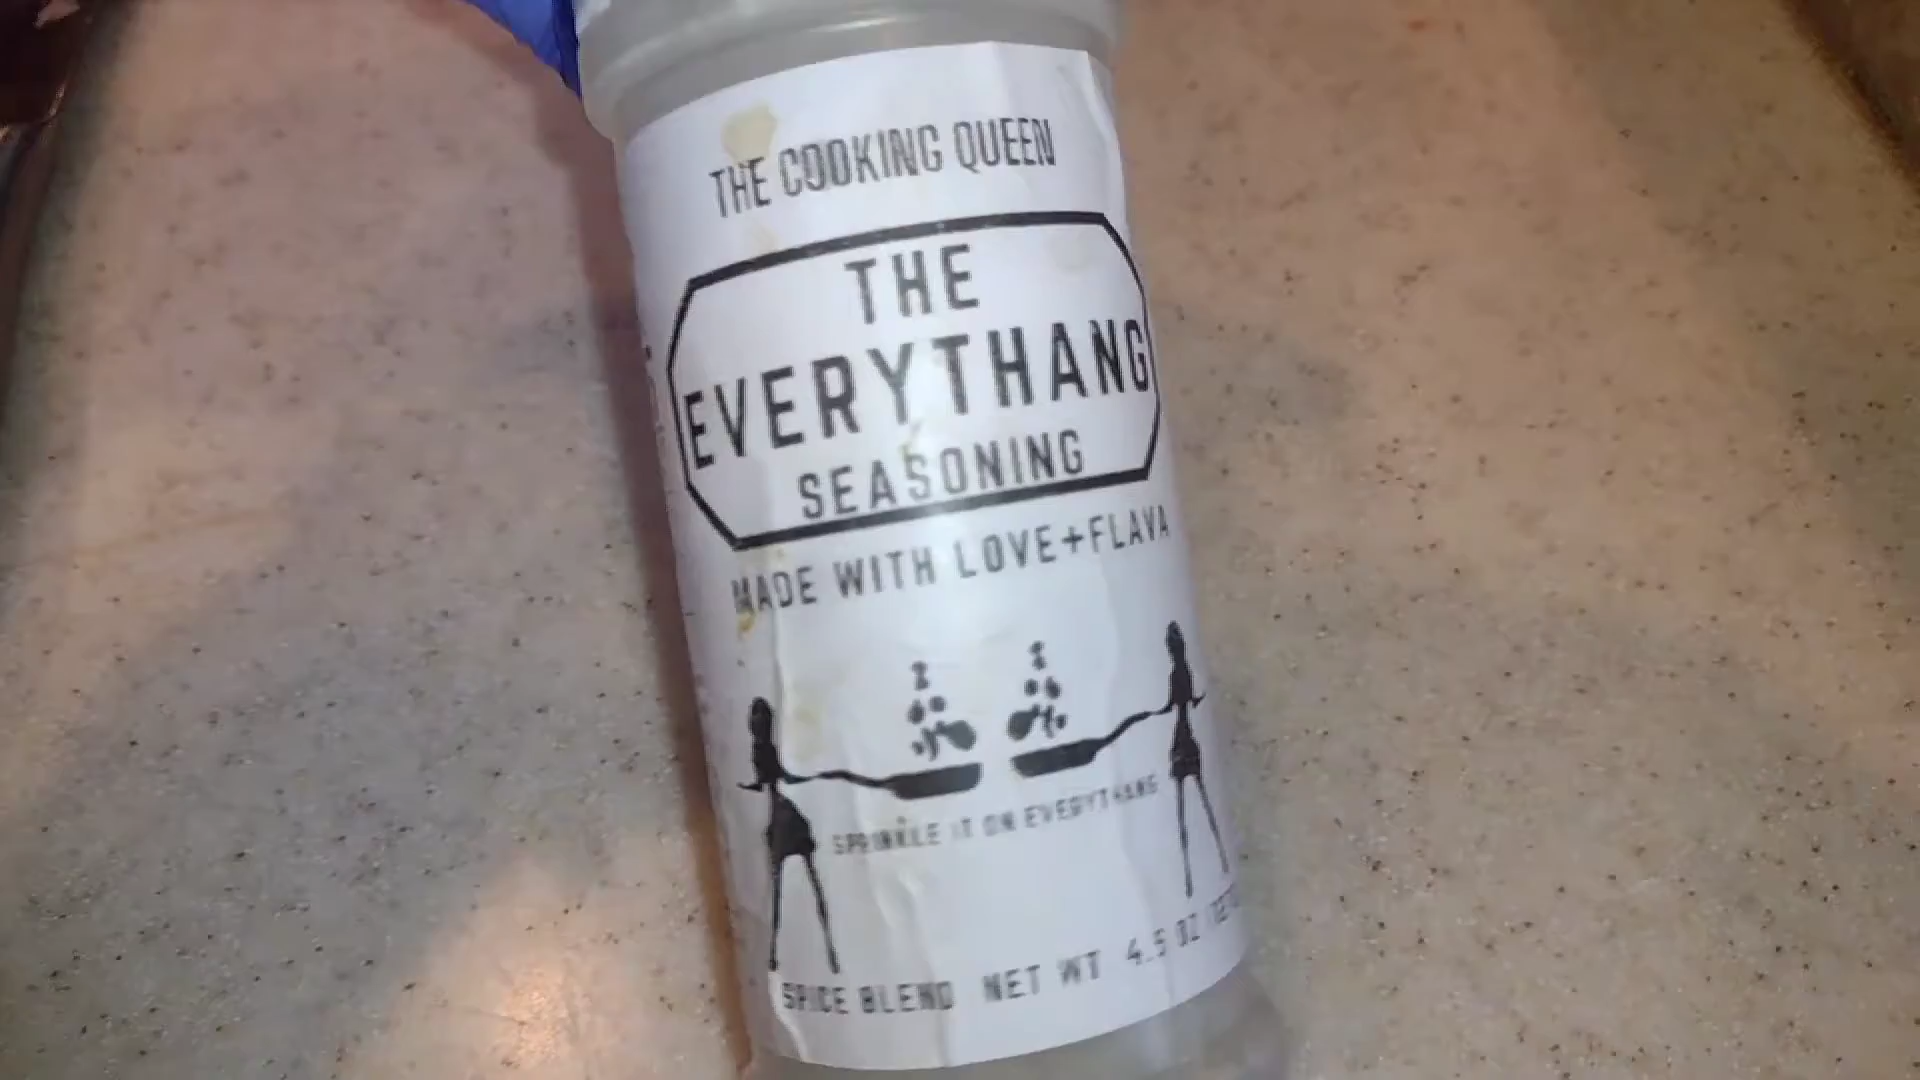 THE COOKING QUEEN
THE
EVERYTHANG
SEASONING
MADE WITH LOVE+FLAVA
SPRINKLE IT ON EVERYTHANG
SPICE BLEND NET WT 4.5 OZ